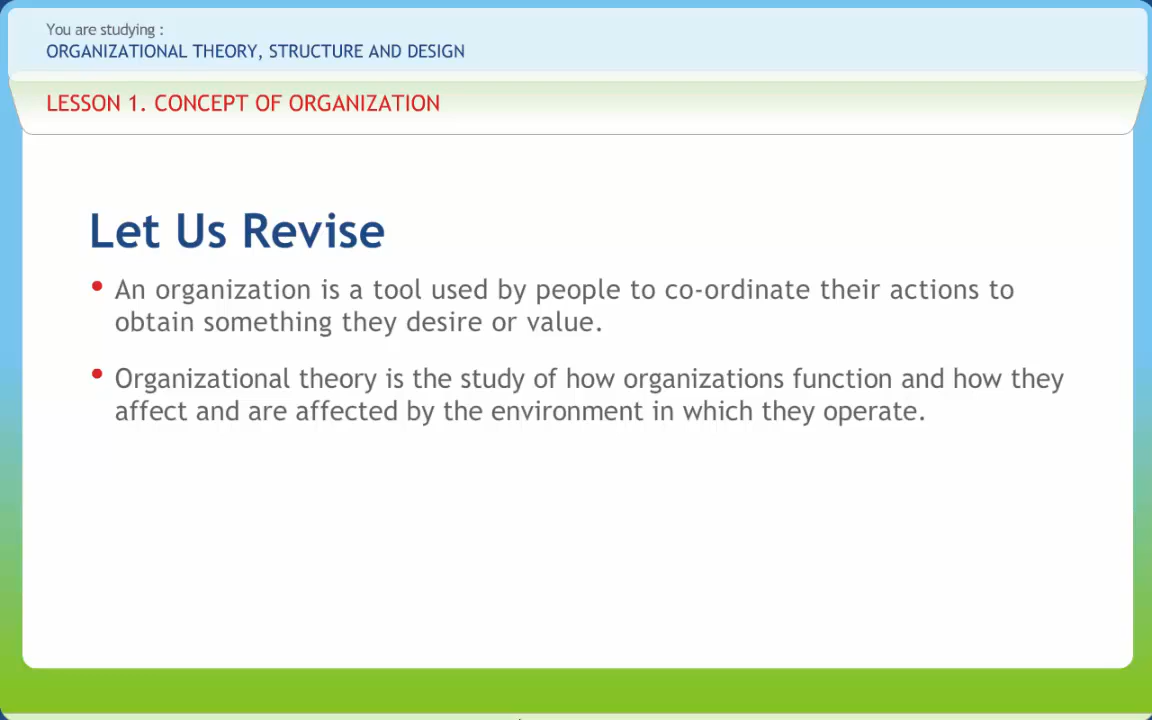 You are studying :
ORGANIZATIONAL THEORY, STRUCTURE AND DESIGN
LESSON 1. CONCEPT OF ORGANIZATION
Let Us Revise
• An organization is a tool used by people to co-ordinate their actions to
obtain something they desire or value.
• Organizational theory is the study of how organizations function and how they
affect and are affected by the environment in which they operate.